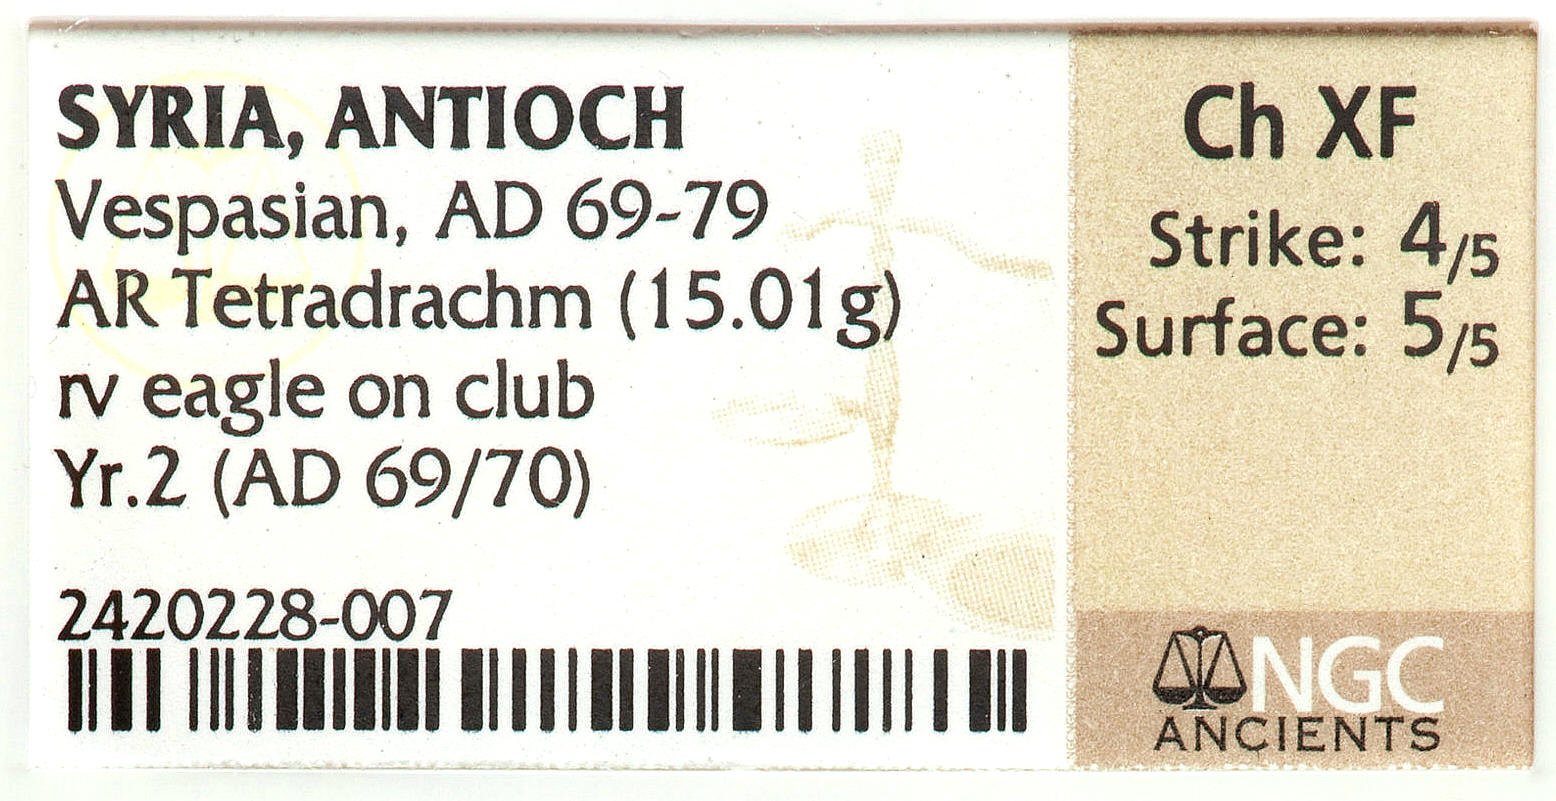 SYRIA, ANTIOCH
Vespasian, AD 69-79
AR Tetradrachm (15.01g)
rv eagle on club
Yr.2 (AD 69/70)
2420228-007
Ch XF
Strike: 4/5
Surface: 5/5
NGC
ANCIENTS